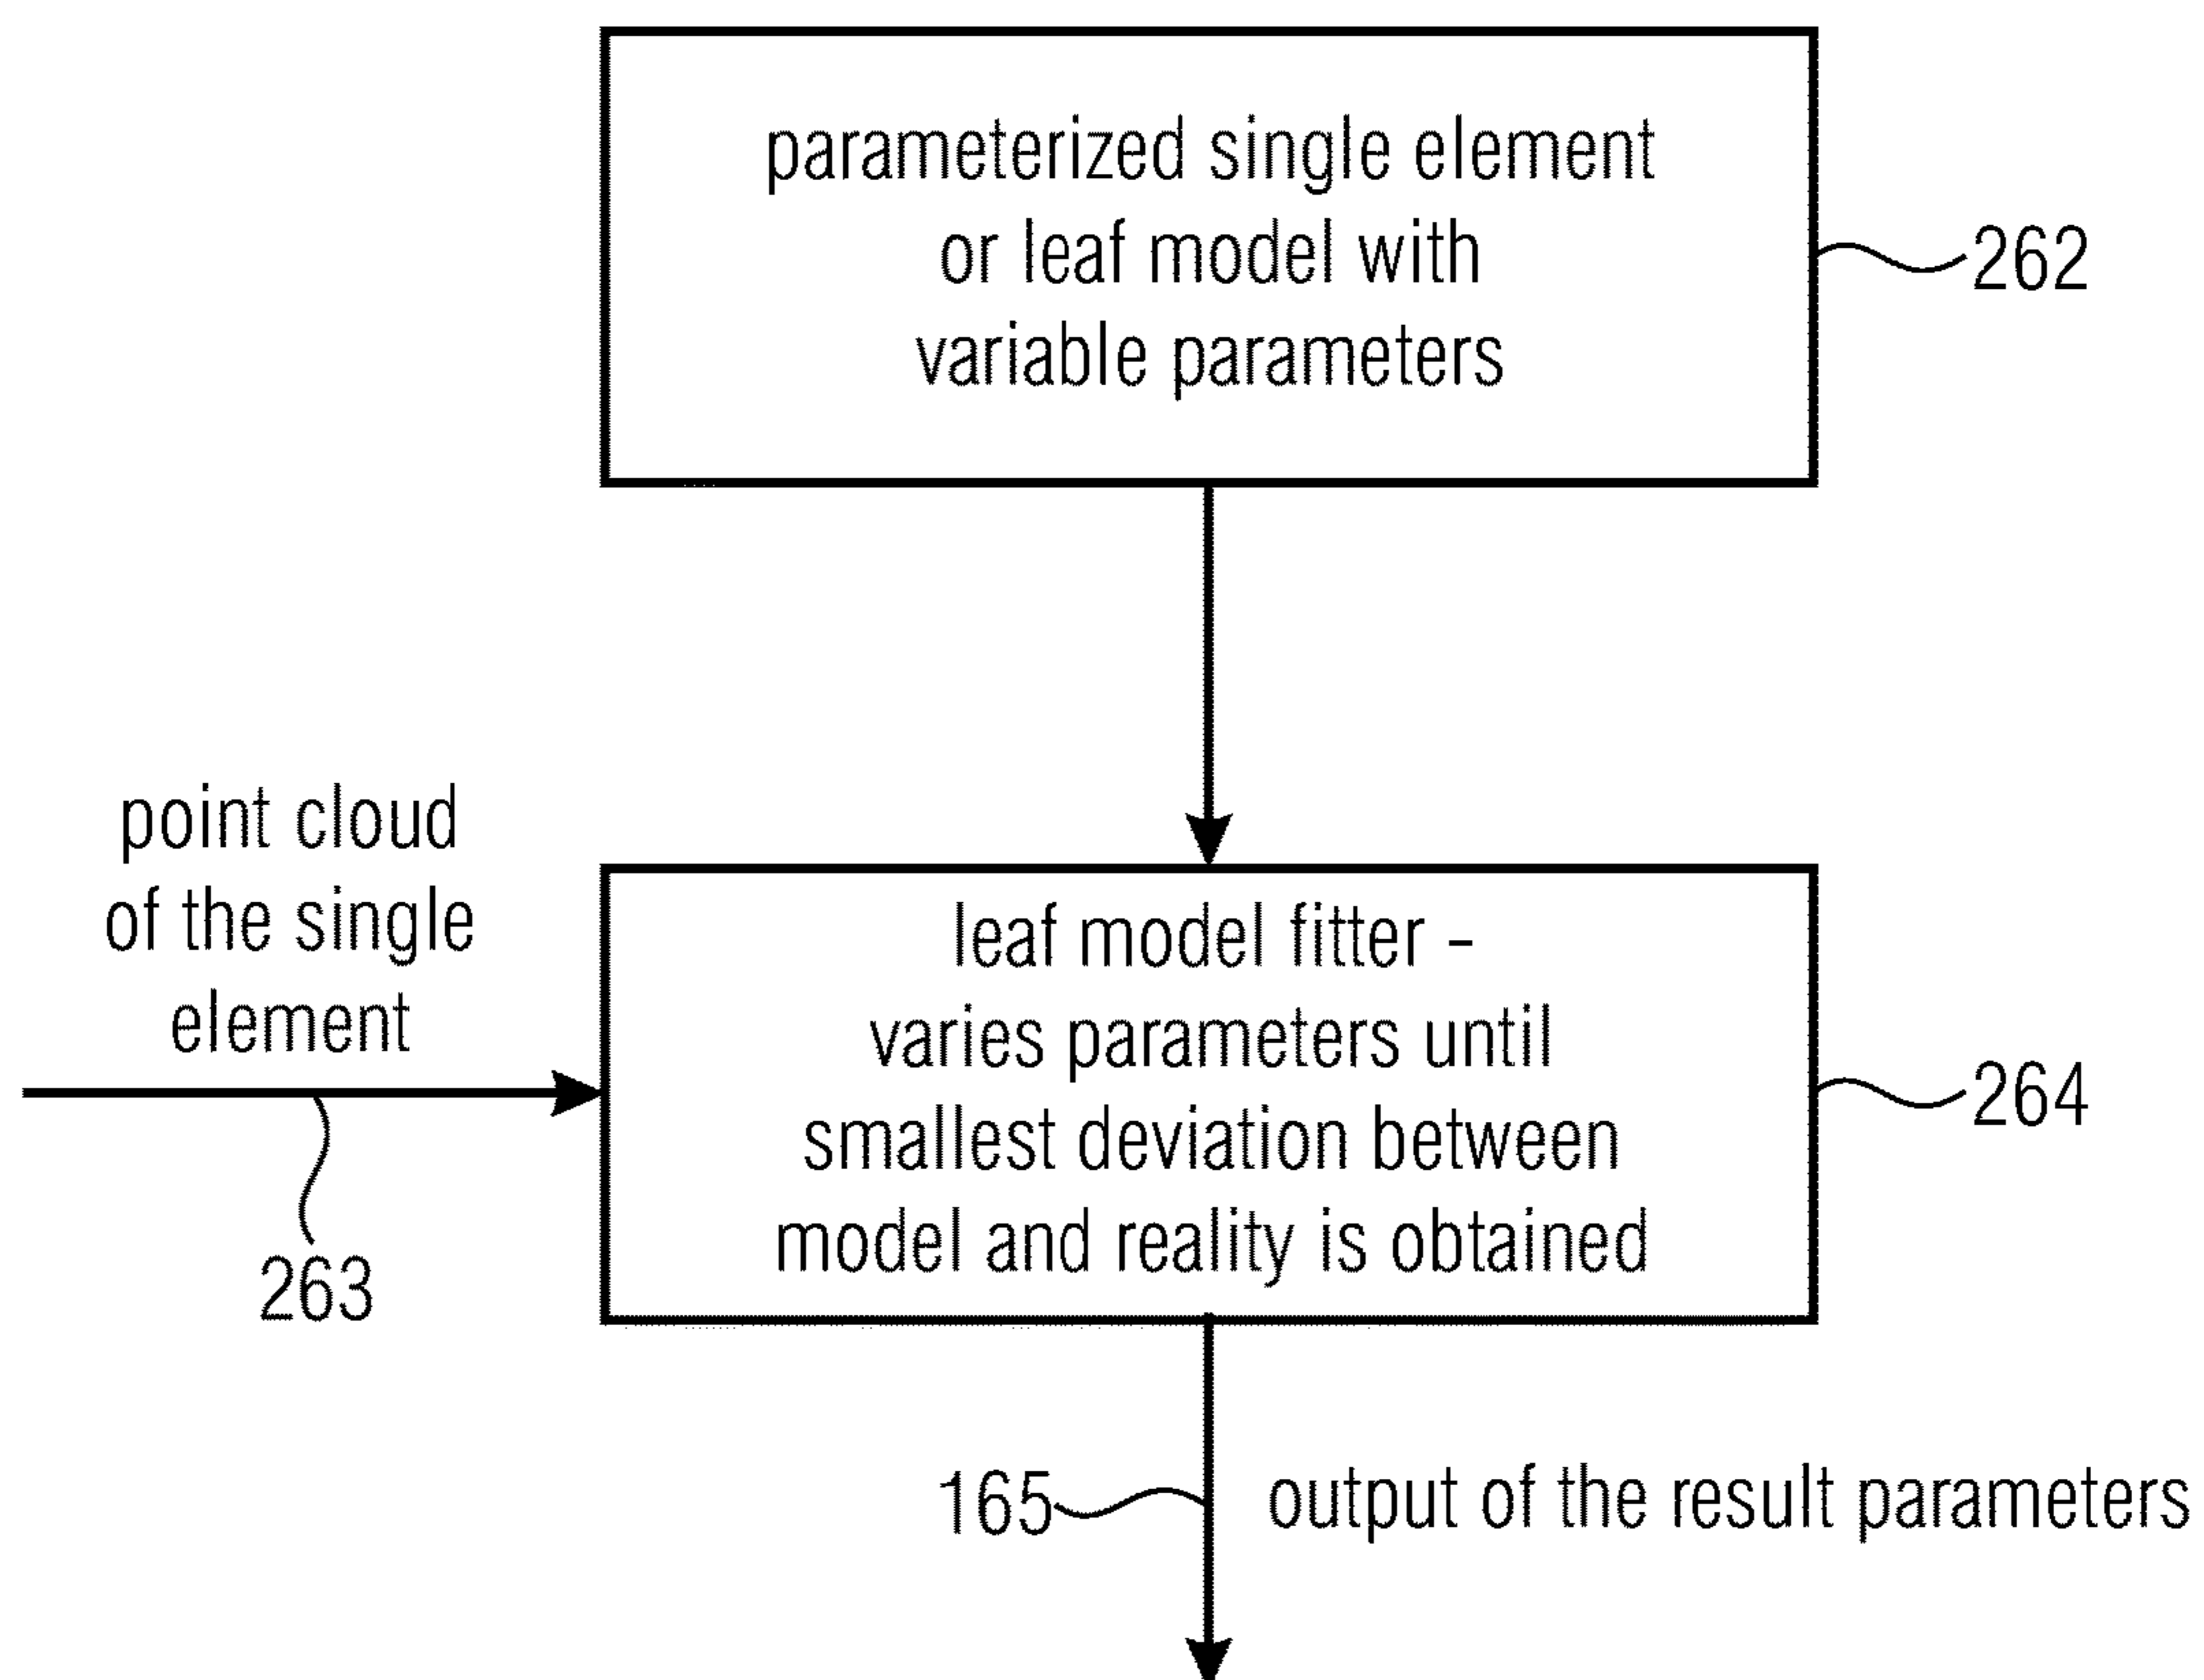 parameterized single element
or leaf model with
variable parameters
262
point cloud
of the single
element
263
leaf model fitter -
varies parameters until
smallest deviation between
model and reality is obtained
264
165
output of the result parameters